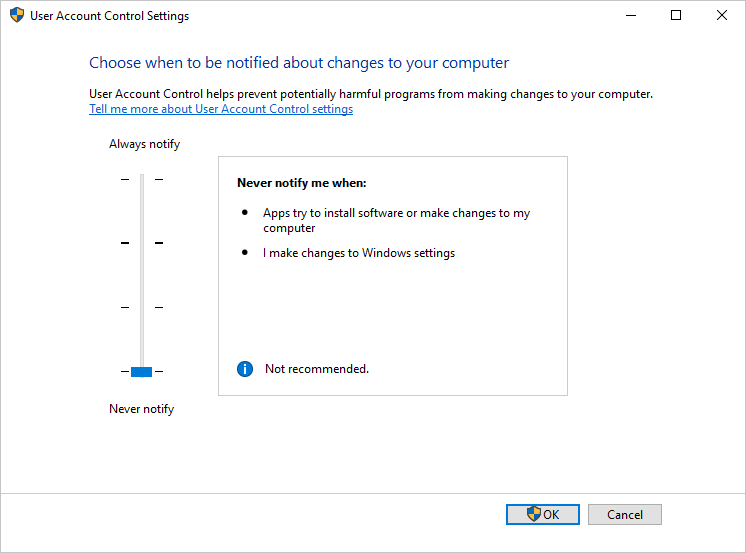 User Account Control Settings
Choose when to be notified about changes to your computer
User Account Control helps prevent potentially harmful programs from making changes to your computer.
Tell me more about User Account Control settings
Always notify
Never notify me when:
Apps try to install software or make changes to my
computer
I make changes to Windows settings
Not recommended.
Never notify
OK
Cancel